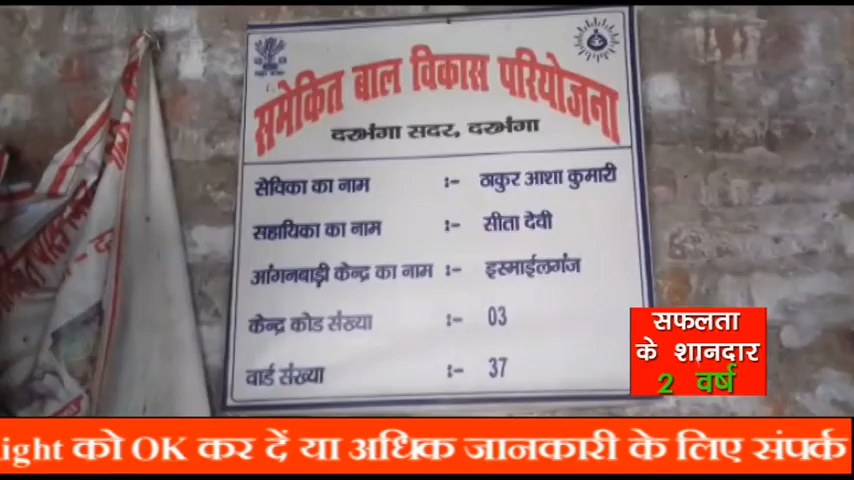 समेकित बाल विकास परियोजना
दरभंगा सदर, दरभंगा
सेविका का नाम :- ठाकुर आशा कुमारी
सहायिका का नाम :- सीता देवी
आंगनबाड़ी केन्द्र का नाम :- इस्माईलगंज
केन्द्र कोड संख्या :- 03
वार्ड संख्या :- 37
सफलता
के शानदार
2 वर्ष
ight को OK कर दें या अधिक जानकारी के लिए संपर्क